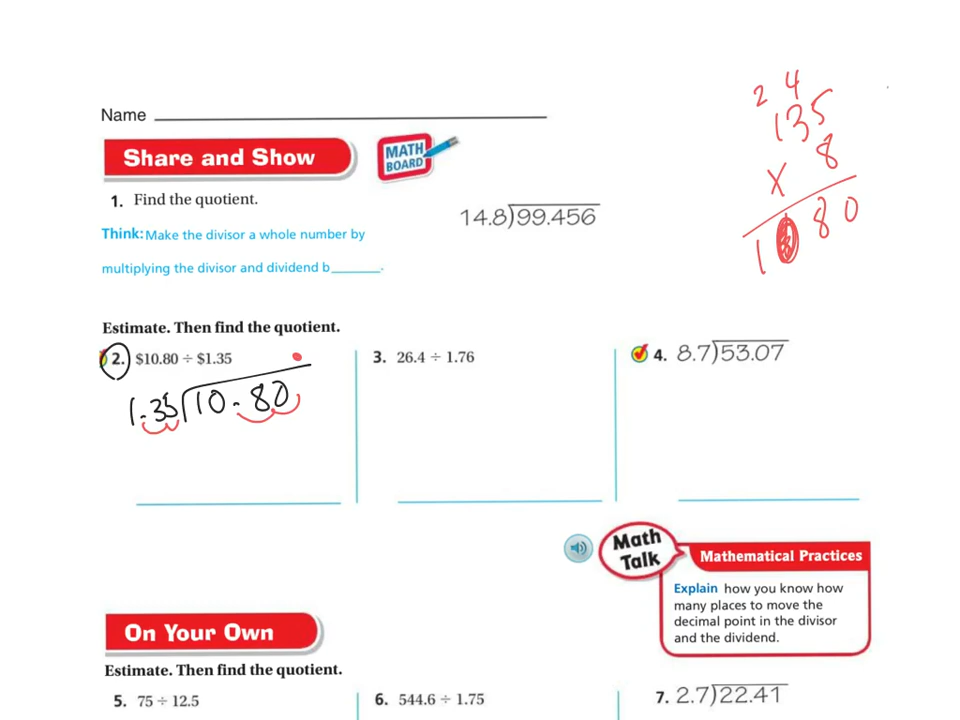 2 4
135
x 8
1080
Name
Share and Show
MATH BOARD
1. Find the quotient.
14.8)99.456
Think: Make the divisor a whole number by
multiplying the divisor and dividend b_______.
Estimate. Then find the quotient.
2. $10.80 ÷ $1.35
1.35)10.80
3. 26.4 ÷ 1.76
4. 8.7)53.07
Math Talk
Mathematical Practices
Explain how you know how
many places to move the
decimal point in the divisor
and the dividend.
On Your Own
Estimate. Then find the quotient.
5. 75 ÷ 12.5
6. 544.6 ÷ 1.75
7. 2.7)22.41